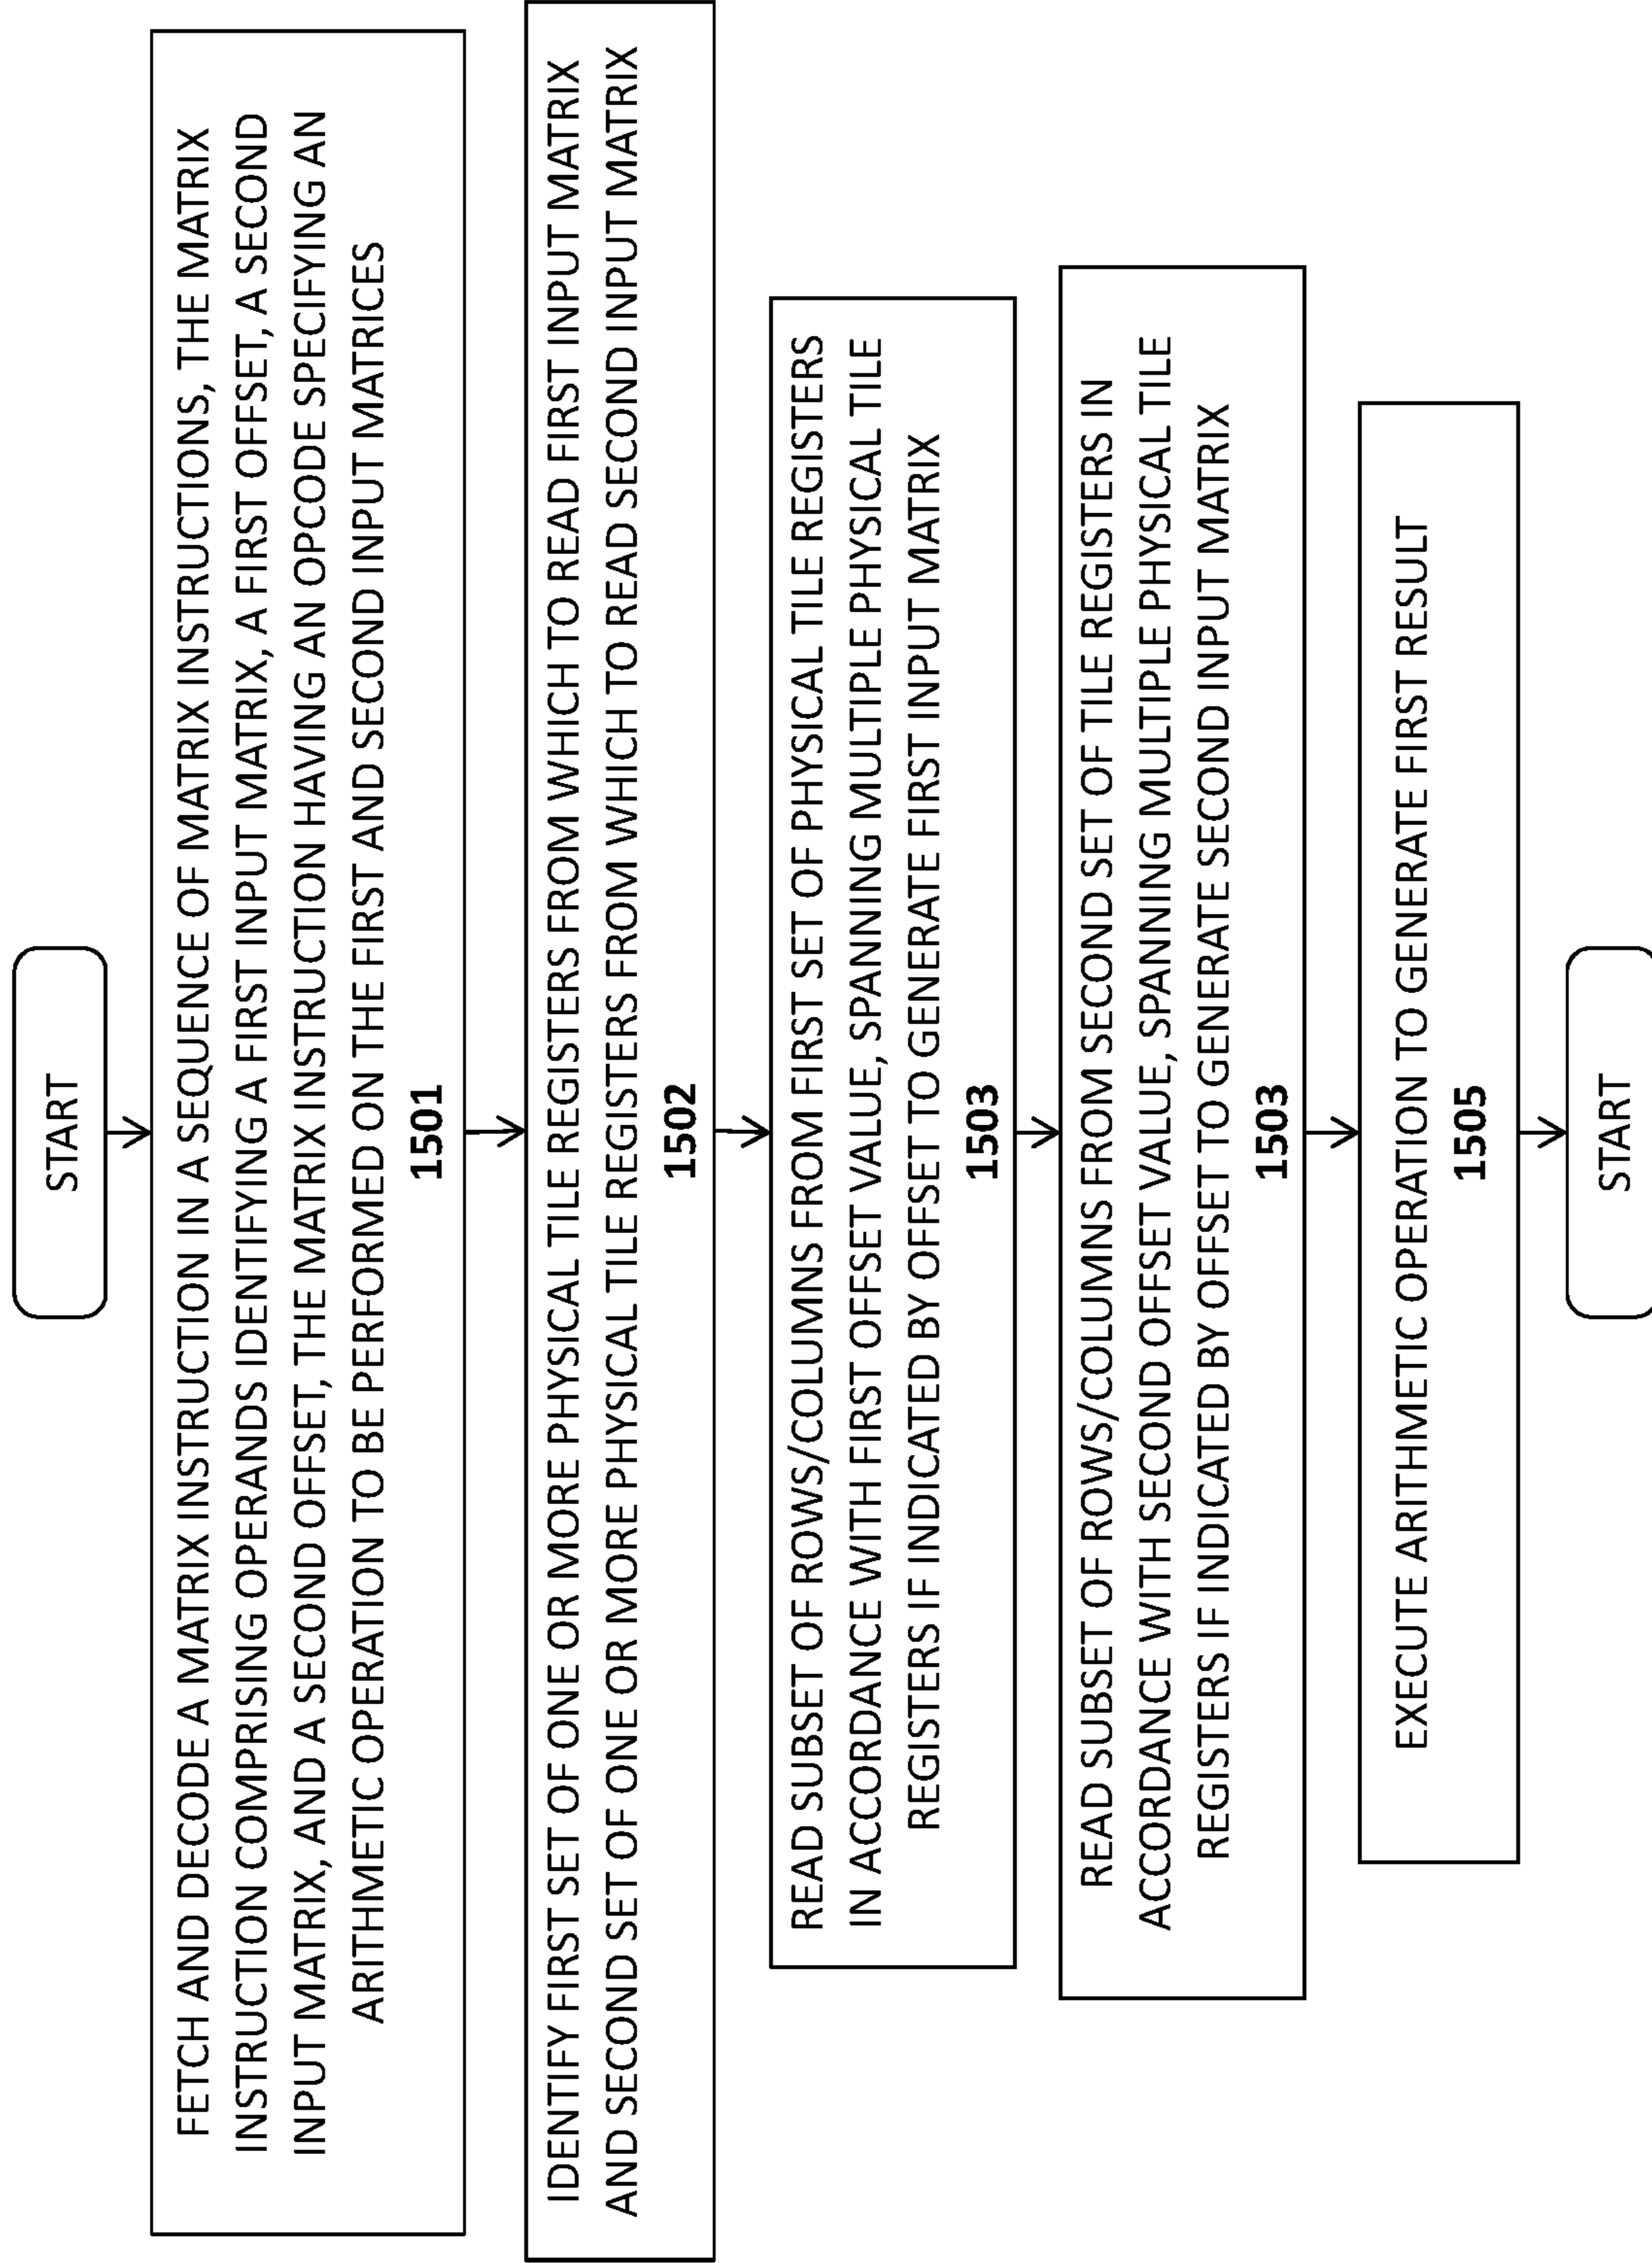 START
FETCH AND DECODE A MATRIX INSTRUCTION IN A SEQUENCE OF MATRIX INSTRUCTIONS, THE MATRIX
INSTRUCTION COMPRISING OPERANDS IDENTIFYING A FIRST INPUT MATRIX, A FIRST OFFSET, A SECOND
INPUT MATRIX, AND A SECOND OFFSET, THE MATRIX INSTRUCTION HAVING AN OPCODE SPECIFYING AN
ARITHMETIC OPERATION TO BE PERFORMED ON THE FIRST AND SECOND INPUT MATRICES
1501
IDENTIFY FIRST SET OF ONE OR MORE PHYSICAL TILE REGISTERS FROM WHICH TO READ FIRST INPUT MATRIX
AND SECOND SET OF ONE OR MORE PHYSICAL TILE REGISTERS FROM WHICH TO READ SECOND INPUT MATRIX
1502
READ SUBSET OF ROWS/COLUMNS FROM FIRST SET OF PHYSICAL TILE REGISTERS
IN ACCORDANCE WITH FIRST OFFSET VALUE, SPANNING MULTIPLE PHYSICAL TILE
REGISTERS IF INDICATED BY OFFSET TO GENERATE FIRST INPUT MATRIX
1503
READ SUBSET OF ROWS/COLUMNS FROM SECOND SET OF TILE REGISTERS IN
ACCORDANCE WITH SECOND OFFSET VALUE, SPANNING MULTIPLE PHYSICAL TILE
REGISTERS IF INDICATED BY OFFSET TO GENERATE SECOND INPUT MATRIX
1503
EXECUTE ARITHMETIC OPERATION TO GENERATE FIRST RESULT
1505
START